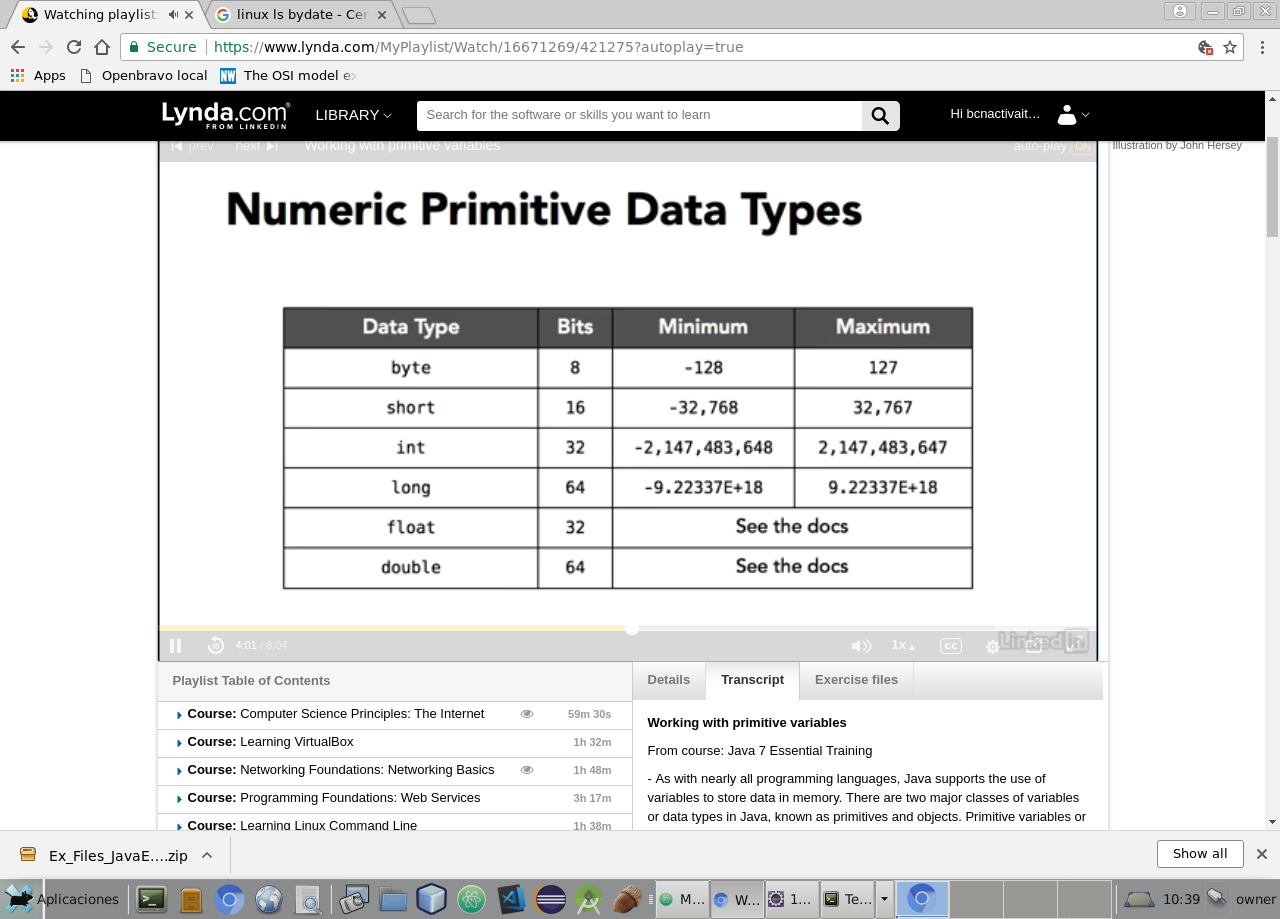 Watching playlist:
linux ls bydate - Cer
Secure
https://www.lynda.com/MyPlaylist/Watch/16671269/421275?autoplay=true
Apps
Openbravo local
NW
The OSI model ex
Lynda.com
FROM LINKEDIN
LIBRARY
Search for the software or skills you want to learn
Hi bcnactivait...
prev
next
Working with primitive variables
auto-play ON
Illustration by John Hersey
Numeric Primitive Data Types
Data Type Bits Minimum Maximum
byte 8 -128 127
short 16 -32,768 32,767
int 32 -2,147,483,648 2,147,483,647
long 64 -9.22337E+18 9.22337E+18
float 32 See the docs
double 64 See the docs
10
4:01 / 8:04
1x
CC
Linked in
Playlist Table of Contents
Course: Computer Science Principles: The Internet 59m 30s
Course: Learning VirtualBox 1h 32m
Course: Networking Foundations: Networking Basics 1h 48m
Course: Programming Foundations: Web Services 3h 17m
Course: Learning Linux Command Line 1h 38m
Details
Transcript
Exercise files
Working with primitive variables
From course: Java 7 Essential Training
- As with nearly all programming languages, Java supports the use of
variables to store data in memory. There are two major classes of variables
or data types in Java, known as primitives and objects. Primitive variables or
Ex_Files_JavaE....zip
Show all
Aplicaciones
M...
W...
1...
Te...
10:39
owner